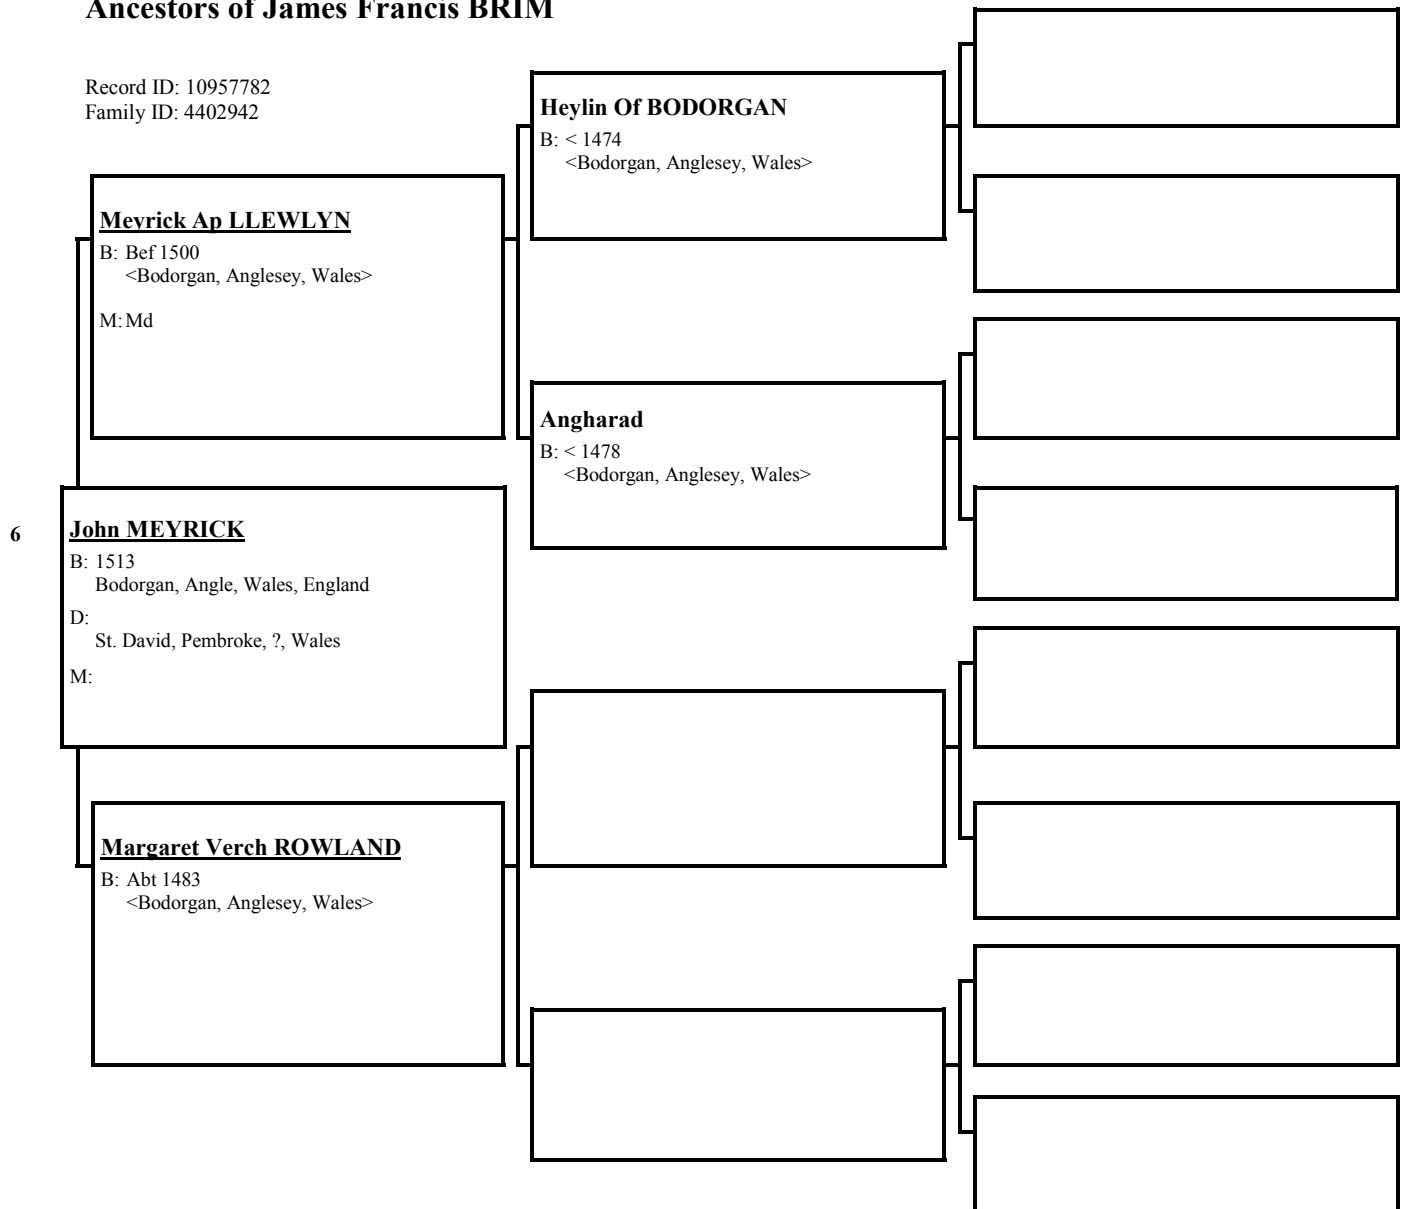 Ancestors of James Francis BRIM
Record ID: 10957782
Family ID: 4402942
Heylin Of BODORGAN
B: < 1474
<Bodorgan, Anglesey, Wales>
Meyrick Ap LLEWLYN
B: Bef 1500
<Bodorgan, Anglesey, Wales>
M: Md
Angharad
B: < 1478
<Bodorgan, Anglesey, Wales>
6
John MEYRICK
B: 1513
Bodorgan, Angle, Wales, England
D:
St. David, Pembroke, ?, Wales
M:
Margaret Verch ROWLAND
B: Abt 1483
<Bodorgan, Anglesey, Wales>